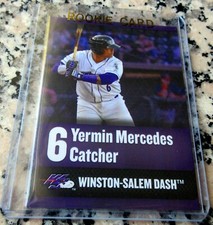 ROOKIE CARD
6 Yermin Mercedes
Catcher
WINSTON-SALEM DASH™